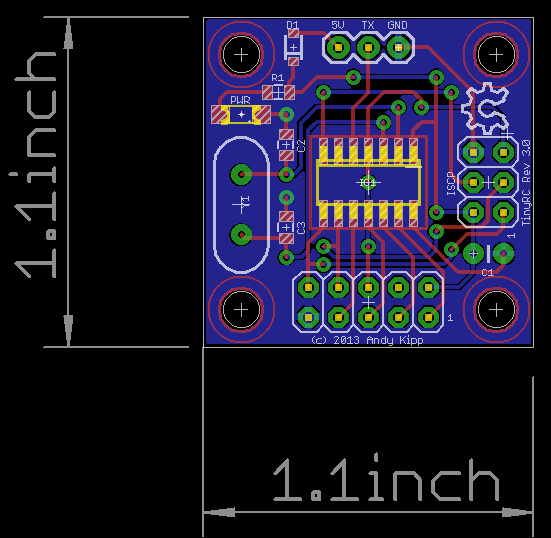 D1 5V TX GND
R1
PWR
C2
IC1
ISCP
TinyRC Rev 3.0
Y1
C3
1
C1
1
(c) 2013 Andy Kipp
1.1inch
1.1inch